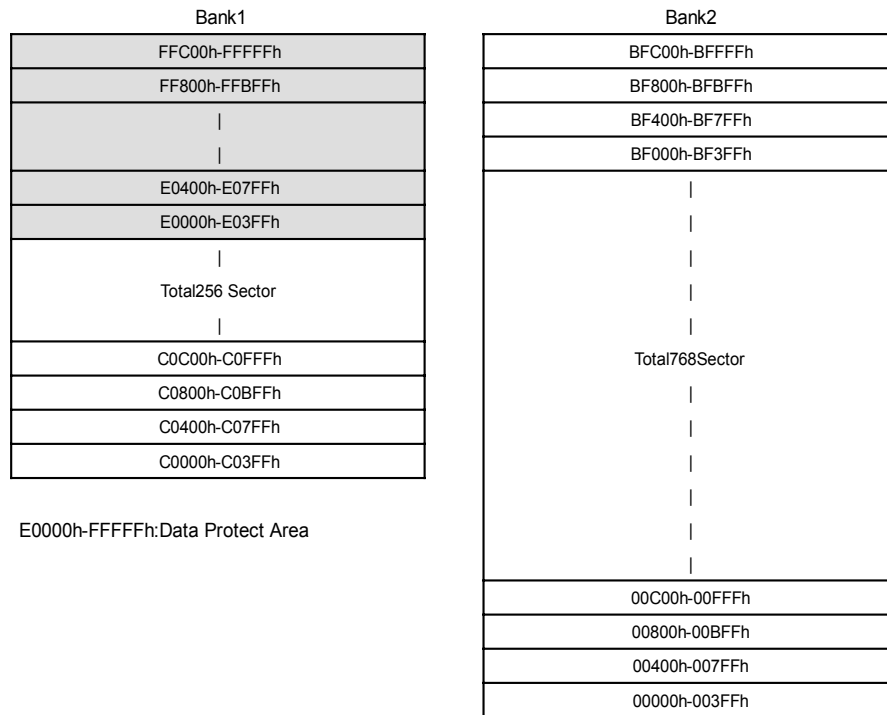 Bank1
FFC00h-FFFFFh
FF800h-FFBFFh
|
|
E0400h-E07FFh
E0000h-E03FFh
|
Total256 Sector
|
C0C00h-C0FFFh
C0800h-C0BFFh
C0400h-C07FFh
C0000h-C03FFh
E0000h-FFFFFh:Data Protect Area
Bank2
BFC00h-BFFFFh
BF800h-BFBFFh
BF400h-BF7FFh
BF000h-BF3FFh
|
|
|
|
|
Total768Sector
|
|
|
|
|
|
00C00h-00FFFh
00800h-00BFFh
00400h-007FFh
00000h-003FFh